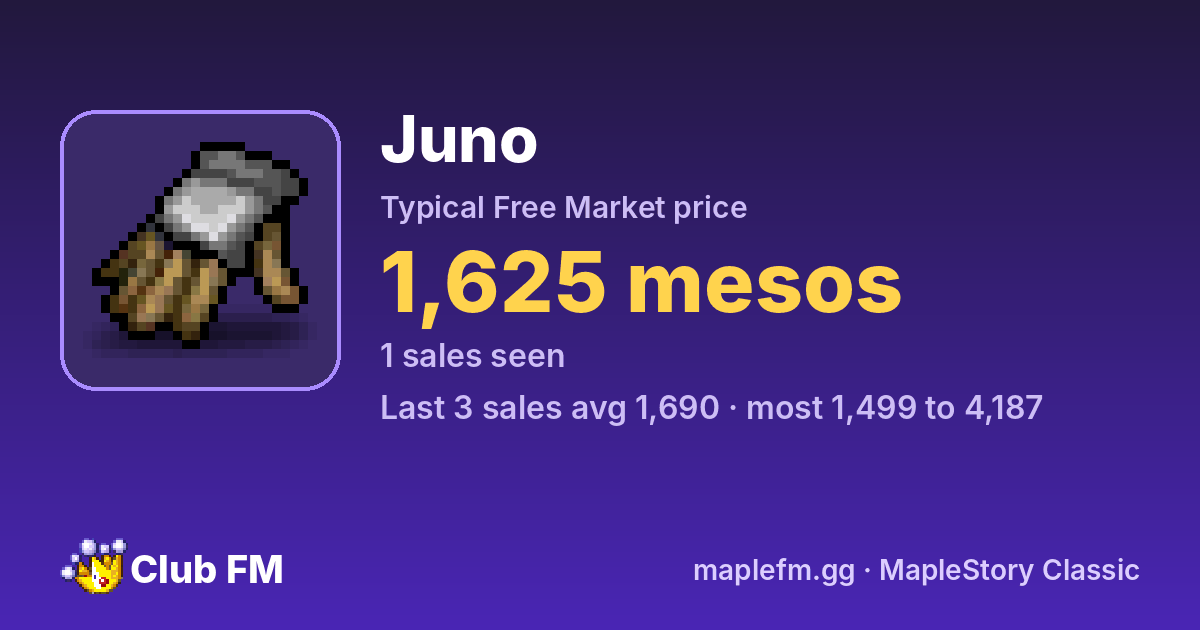 Juno
Typical Free Market price
1,625 mesos
1 sales seen
Last 3 sales avg 1,690 · most 1,499 to 4,187
Club FM
maplefm.gg · MapleStory Classic